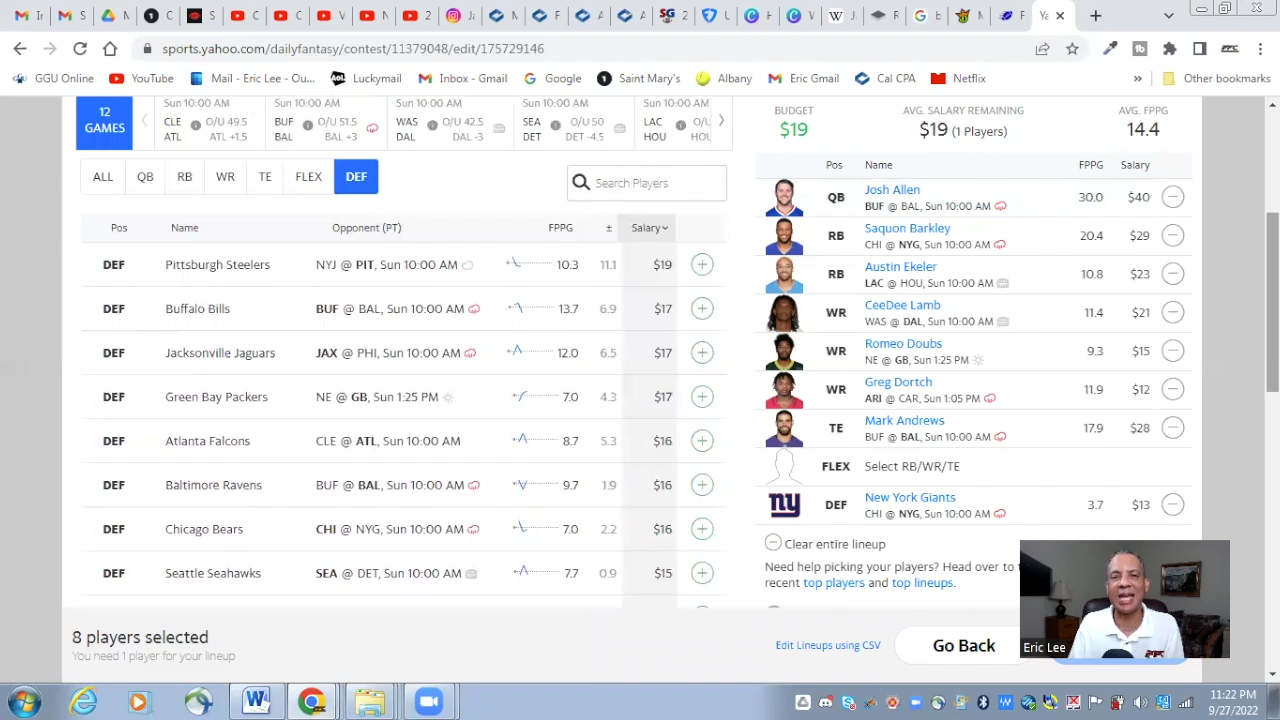 sports.yahoo.com/dailyfantasy/contest/11379048/edit/175729146
GGU Online YouTube Mail - Eric Lee - Ou... Luckymail Inbox - Gmail Google Saint Mary's Albany Eric Gmail Cal CPA Netflix » Other bookmarks
12
GAMES
Sun 10:00 AM Sun 10:00 AM Sun 10:00 AM Sun 10:00 AM Sun 10:00 AM
CLE O/U 49.5 BUF O/U 51.5 WAS O/U 42.5 SEA O/U 50 LAC O/U
ATL ATL +1.5 BAL BAL +3 DAL DAL -3 DET DET -4.5 HOU HOU
ALL QB RB WR TE FLEX DEF
Search Players
Pos Name Opponent (PT) FPPG ± Salary
DEF Pittsburgh Steelers NYJ @ PIT, Sun 10:00 AM 10.3 11.1 $19
DEF Buffalo Bills BUF @ BAL, Sun 10:00 AM 13.7 6.9 $17
DEF Jacksonville Jaguars JAX @ PHI, Sun 10:00 AM 12.0 6.5 $17
DEF Green Bay Packers NE @ GB, Sun 1:25 PM 7.0 4.3 $17
DEF Atlanta Falcons CLE @ ATL, Sun 10:00 AM 8.7 5.3 $16
DEF Baltimore Ravens BUF @ BAL, Sun 10:00 AM 9.7 1.9 $16
DEF Chicago Bears CHI @ NYG, Sun 10:00 AM 7.0 2.2 $16
DEF Seattle Seahawks SEA @ DET, Sun 10:00 AM 7.7 0.9 $15
8 players selected
You need 1 player for your lineup
BUDGET AVG. SALARY REMAINING AVG. FPPG
$19 $19 (1 Players) 14.4
Pos Name FPPG Salary
QB Josh Allen 30.0 $40
BUF @ BAL, Sun 10:00 AM
RB Saquon Barkley 20.4 $29
CHI @ NYG, Sun 10:00 AM
RB Austin Ekeler 10.8 $23
LAC @ HOU, Sun 10:00 AM
WR CeeDee Lamb 11.4 $21
WAS @ DAL, Sun 10:00 AM
WR Romeo Doubs 9.3 $15
NE @ GB, Sun 1:25 PM
WR Greg Dortch 11.9 $12
ARI @ CAR, Sun 1:05 PM
TE Mark Andrews 17.9 $28
BUF @ BAL, Sun 10:00 AM
FLEX Select RB/WR/TE
ny DEF New York Giants 3.7 $13
CHI @ NYG, Sun 10:00 AM
Clear entire lineup
Need help picking your players? Head over to
recent top players and top lineups.
Edit Lineups using CSV Go Back
Eric Lee
11:22 PM
9/27/2022